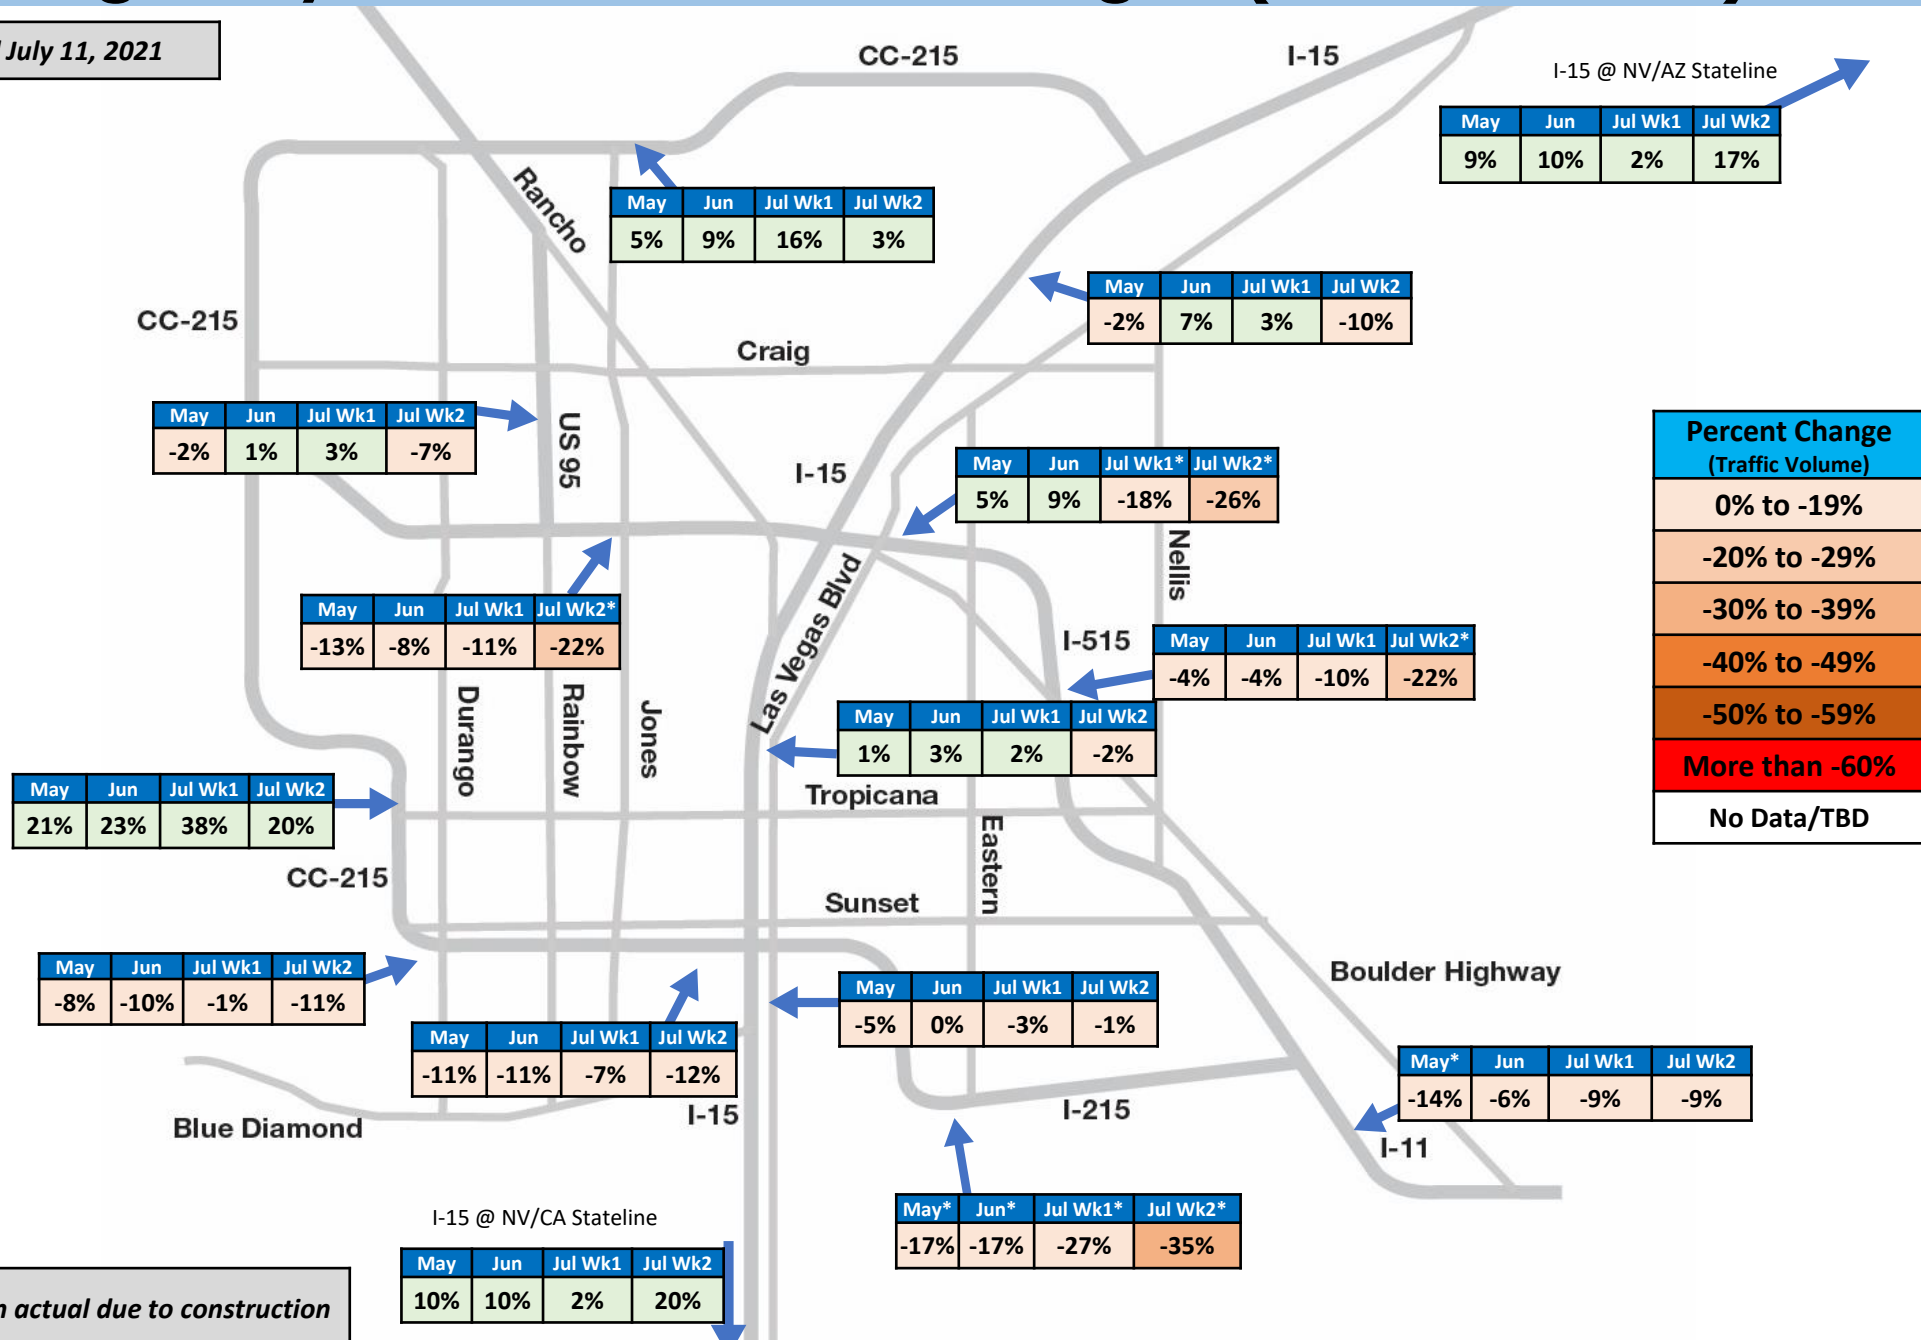 July 11, 2021
CC-215
I-15
I-15 @ NV/AZ Stateline
May Jun Jul Wk1 Jul Wk2
9% 10% 2% 17%
Rancho
May Jun Jul Wk1 Jul Wk2
5% 9% 16% 3%
May Jun Jul Wk1 Jul Wk2
-2% 7% 3% -10%
CC-215
Craig
May Jun Jul Wk1 Jul Wk2
-2% 1% 3% -7%
US 95
I-15
May Jun Jul Wk1* Jul Wk2*
5% 9% -18% -26%
Percent Change
(Traffic Volume)
0% to -19%
-20% to -29%
-30% to -39%
-40% to -49%
-50% to -59%
More than -60%
No Data/TBD
Nellis
Las Vegas Blvd
May Jun Jul Wk1 Jul Wk2*
-13% -8% -11% -22%
I-515
May Jun Jul Wk1 Jul Wk2*
-4% -4% -10% -22%
Durango
Rainbow
Jones
May Jun Jul Wk1 Jul Wk2
1% 3% 2% -2%
Tropicana
May Jun Jul Wk1 Jul Wk2
21% 23% 38% 20%
CC-215
Eastern
Sunset
May Jun Jul Wk1 Jul Wk2
-8% -10% -1% -11%
May Jun Jul Wk1 Jul Wk2
-5% 0% -3% -1%
Boulder Highway
May Jun Jul Wk1 Jul Wk2
-11% -11% -7% -12%
May* Jun Jul Wk1 Jul Wk2
-14% -6% -9% -9%
Blue Diamond
I-15
I-215
I-11
May* Jun* Jul Wk1* Jul Wk2*
-17% -17% -27% -35%
I-15 @ NV/CA Stateline
May Jun Jul Wk1 Jul Wk2
10% 10% 2% 20%
actual due to construction